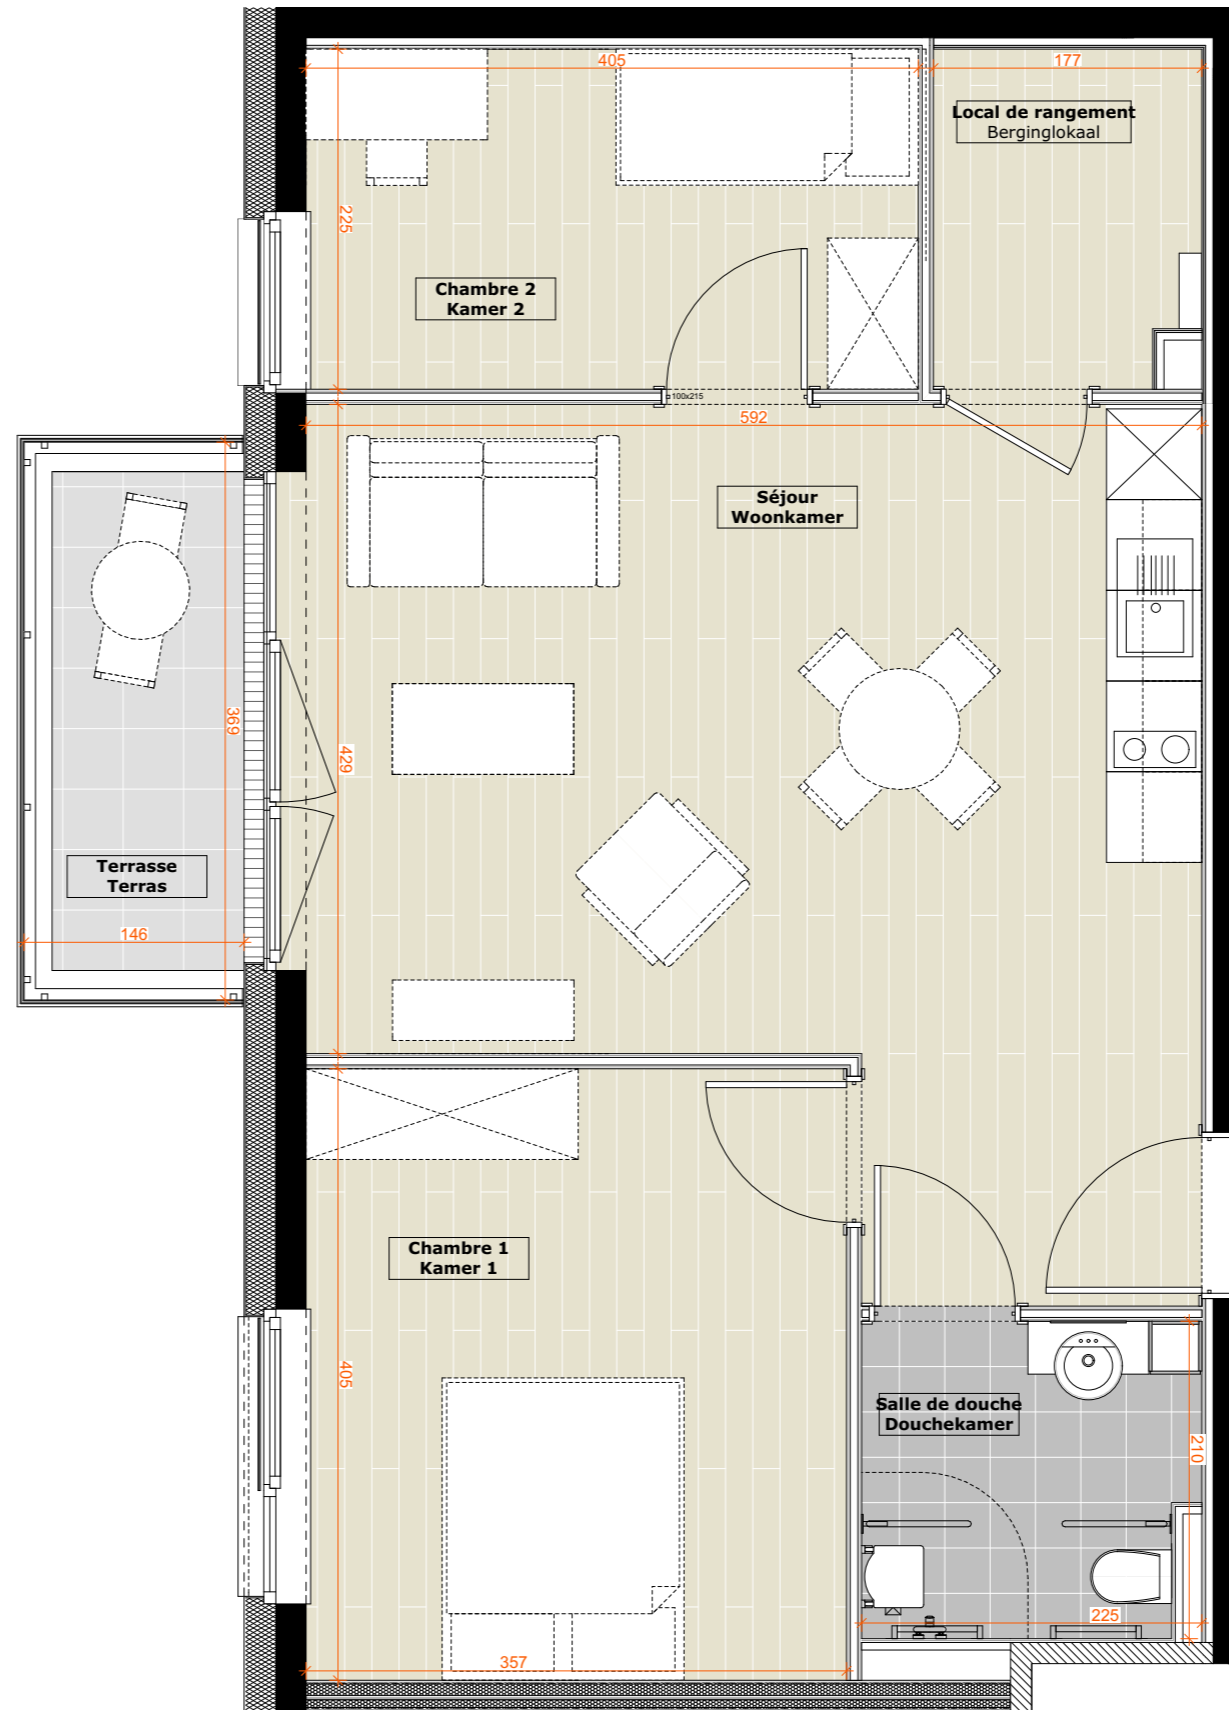 405
177
Local de rangement
Berginglokaal
225
Chambre 2
Kamer 2
100x215
592
Séjour
Woonkamer
369
429
Terrasse
Terras
146
Chambre 1
Kamer 1
405
Salle de douche
Douchekamer
210
225
357